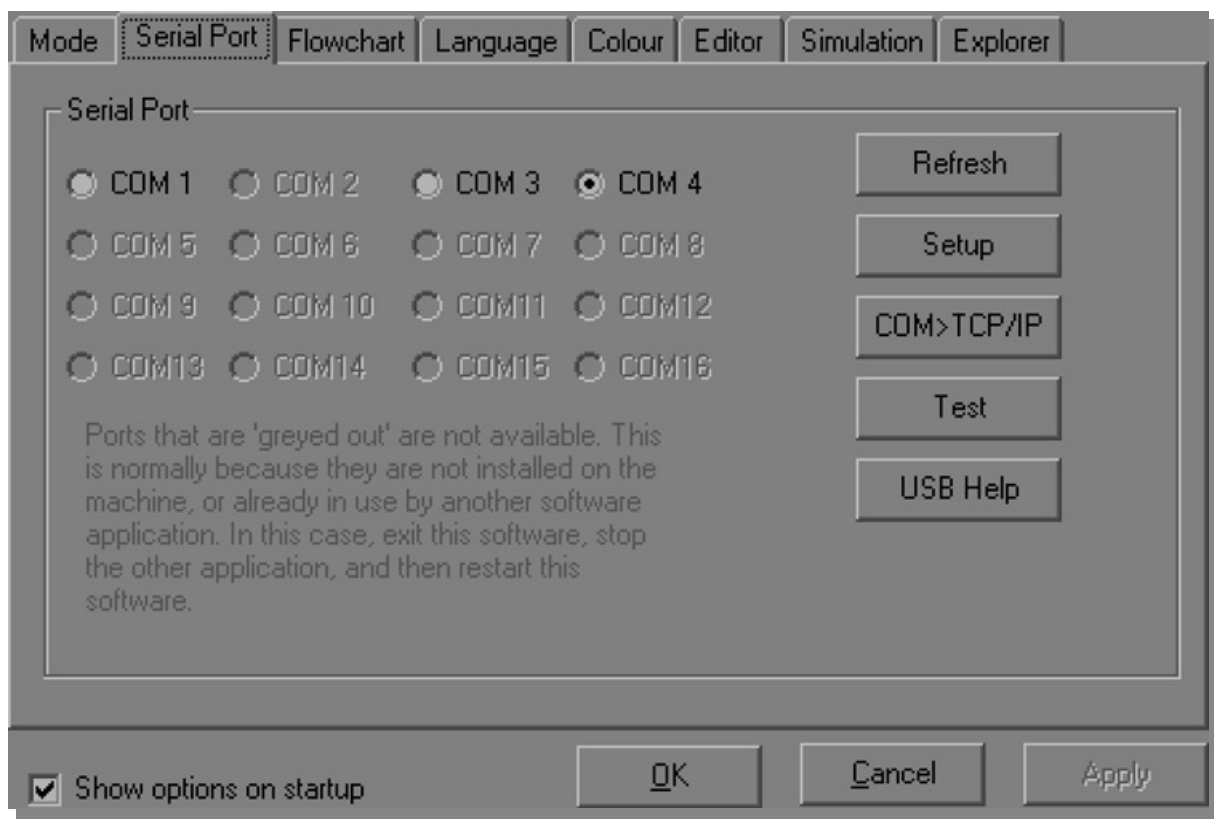 Mode Serial Port Flowchart Language Colour Editor Simulation Explorer
Serial Port
COM 1 COM 2 COM 3 COM 4
COM 5 COM 6 COM 7 COM 8
COM 9 COM 10 COM11 COM12
COM13 COM14 COM15 COM16
Ports that are 'greyed out' are not available. This
is normally because they are not installed on the
machine, or already in use by another software
application. In this case, exit this software, stop
the other application, and then restart this
software.
Refresh
Setup
COM>TCP/IP
Test
USB Help
Show options on startup
OK Cancel Apply